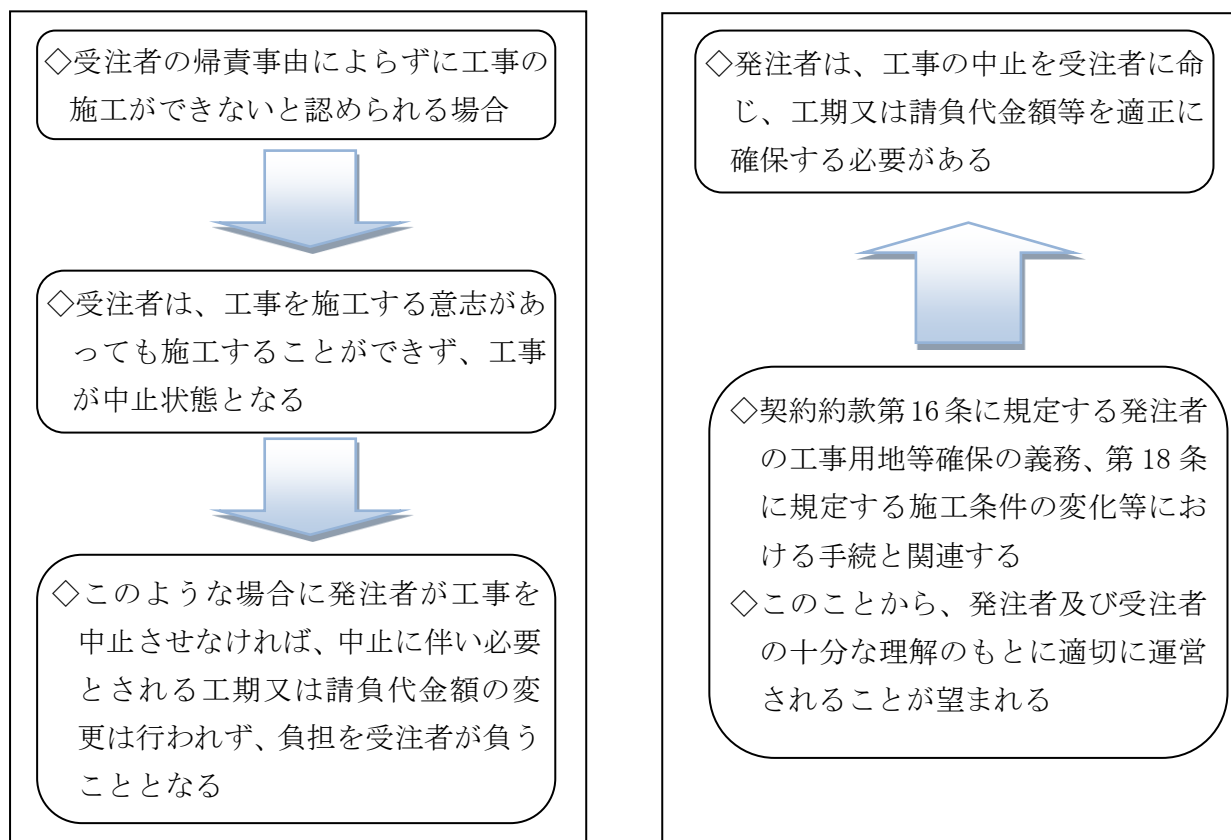 ◇受注者の帰責事由によらずに工事の
施工ができないと認められる場合
◇受注者は、工事を施工する意志があ
っても施工することができず、工事
が中止状態となる
◇このような場合に発注者が工事を
中止させなければ、中止に伴い必要
とされる工期又は請負代金額の変
更は行われず、負担を受注者が負う
こととなる
◇発注者は、工事の中止を受注者に命
じ、工期又は請負代金額等を適正に
確保する必要がある
◇契約約款第16条に規定する発注者
の工事用地等確保の義務、第18条
に規定する施工条件の変化等にお
ける手続と関連する
◇このことから、発注者及び受注者
の十分な理解のもとに適切に運営
されることが望まれる